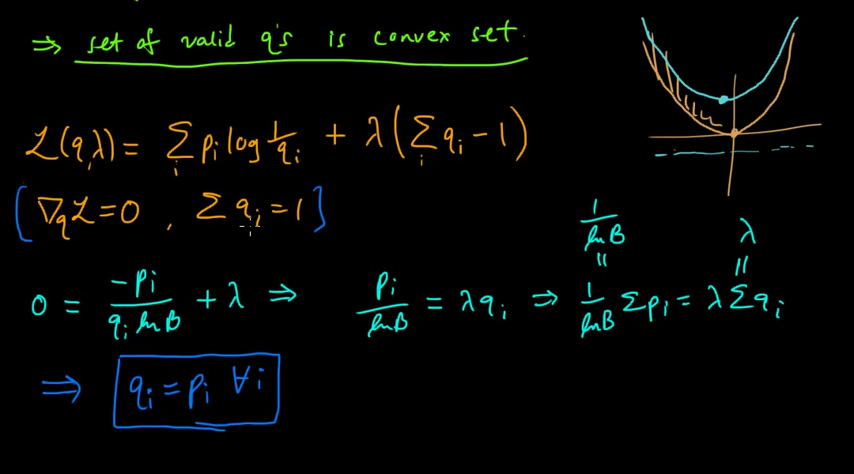 ⇒ set of valid q's is convex set.
ℒ(q,λ) = Σᵢ pᵢ log 1/qᵢ + λ(Σᵢ qᵢ − 1)
[∇_q ℒ = 0 , Σ qᵢ = 1]
1/ln B   λ
||   ||
0 = −pᵢ/(qᵢ ln B) + λ ⇒ pᵢ/ln B = λqᵢ ⇒ 1/ln B Σpᵢ = λ Σqᵢ
⇒ qᵢ = pᵢ ∀i